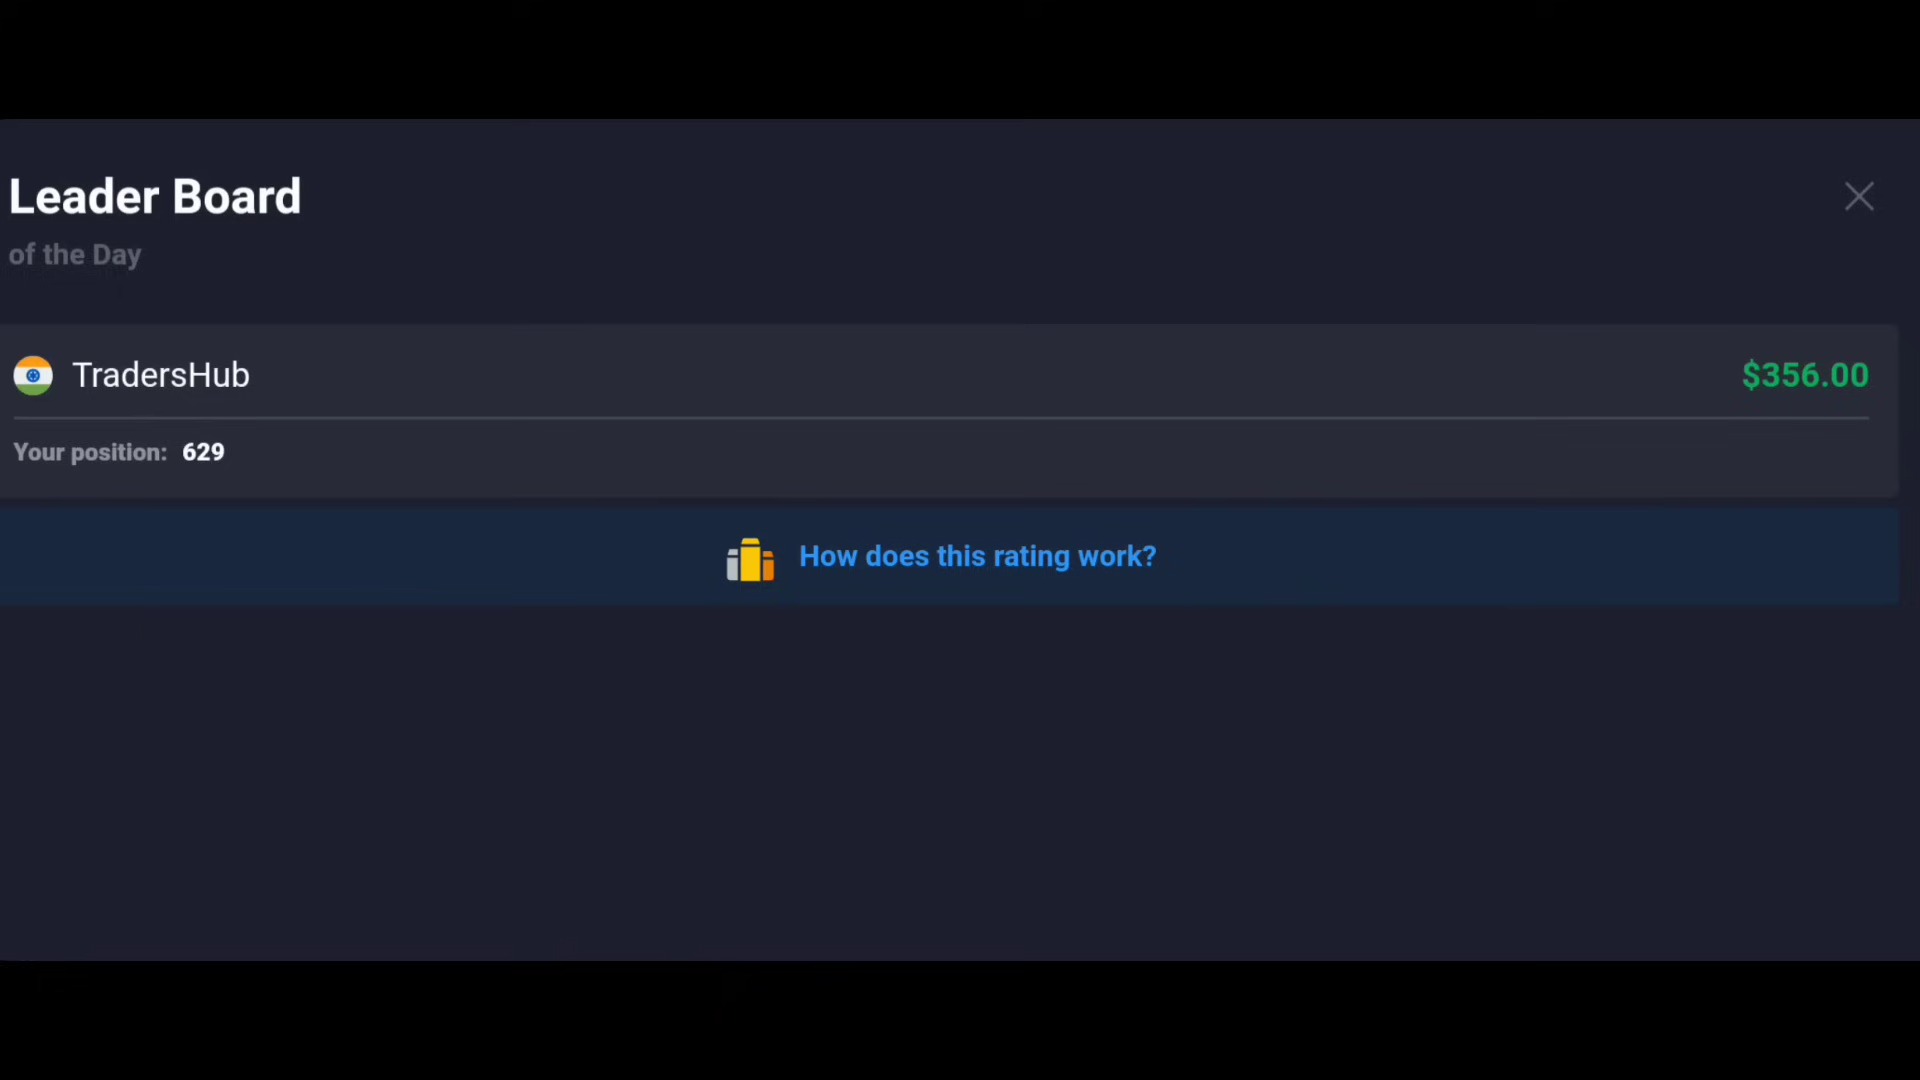 Leader Board
of the Day
TradersHub $356.00
Your position: 629
How does this rating work?